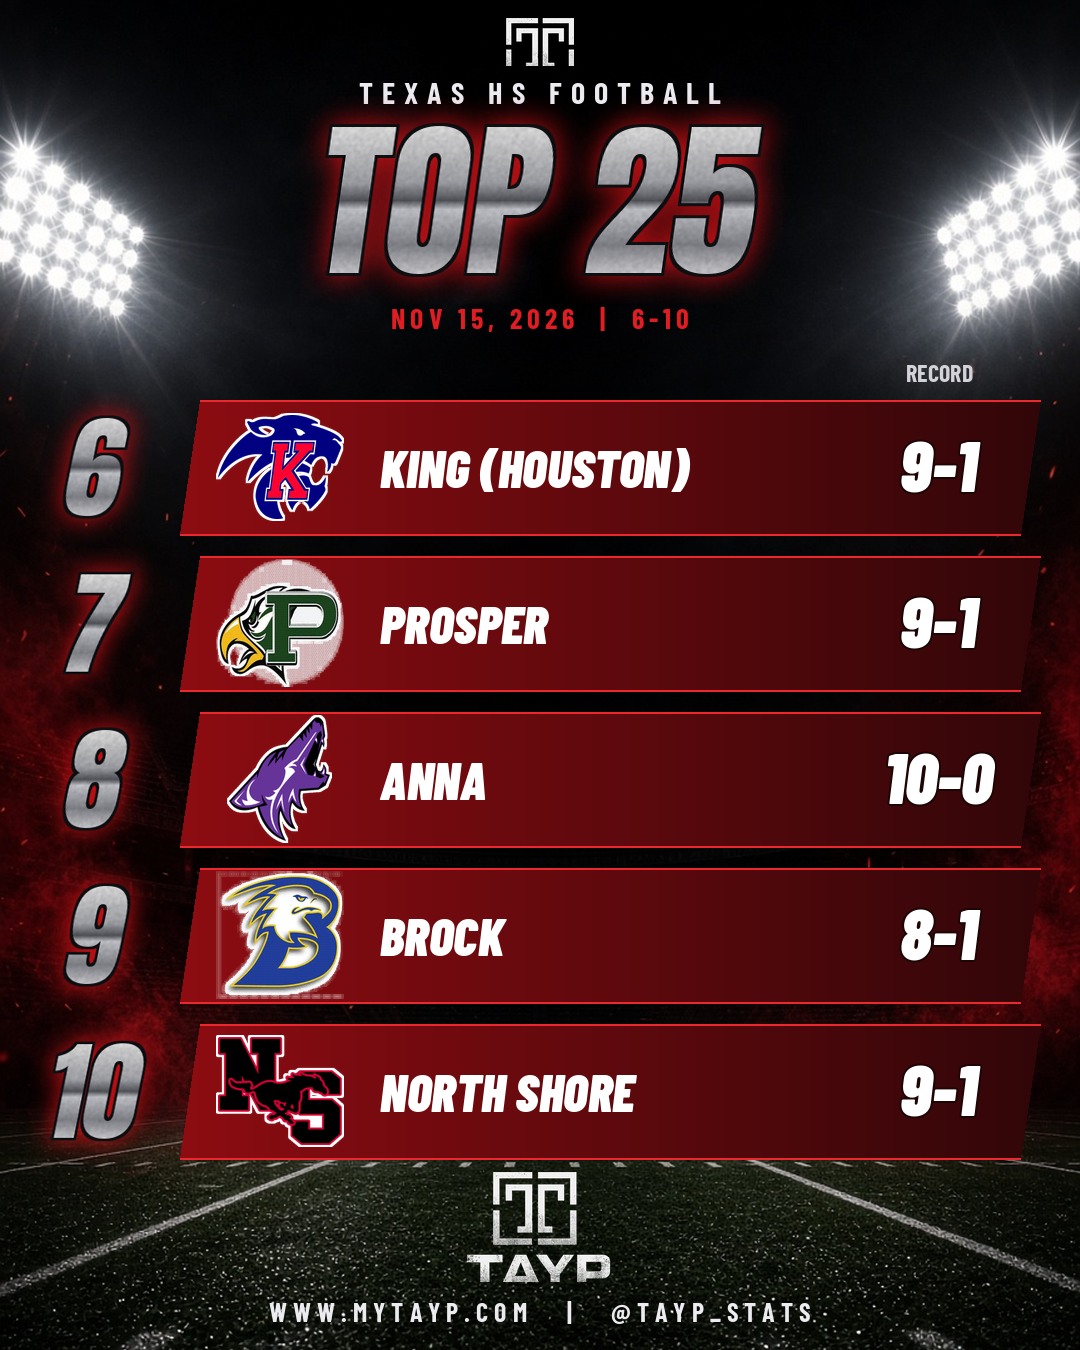 TEXAS HS FOOTBALL
TOP 25
NOV 15, 2026 | 6-10
RECORD
6 K KING (HOUSTON) 9-1
7 P PROSPER 9-1
8 ANNA 10-0
9 B BROCK 8-1
10 NS NORTH SHORE 9-1
TAYP
WWW.MYTAYP.COM | @TAYP_STATS